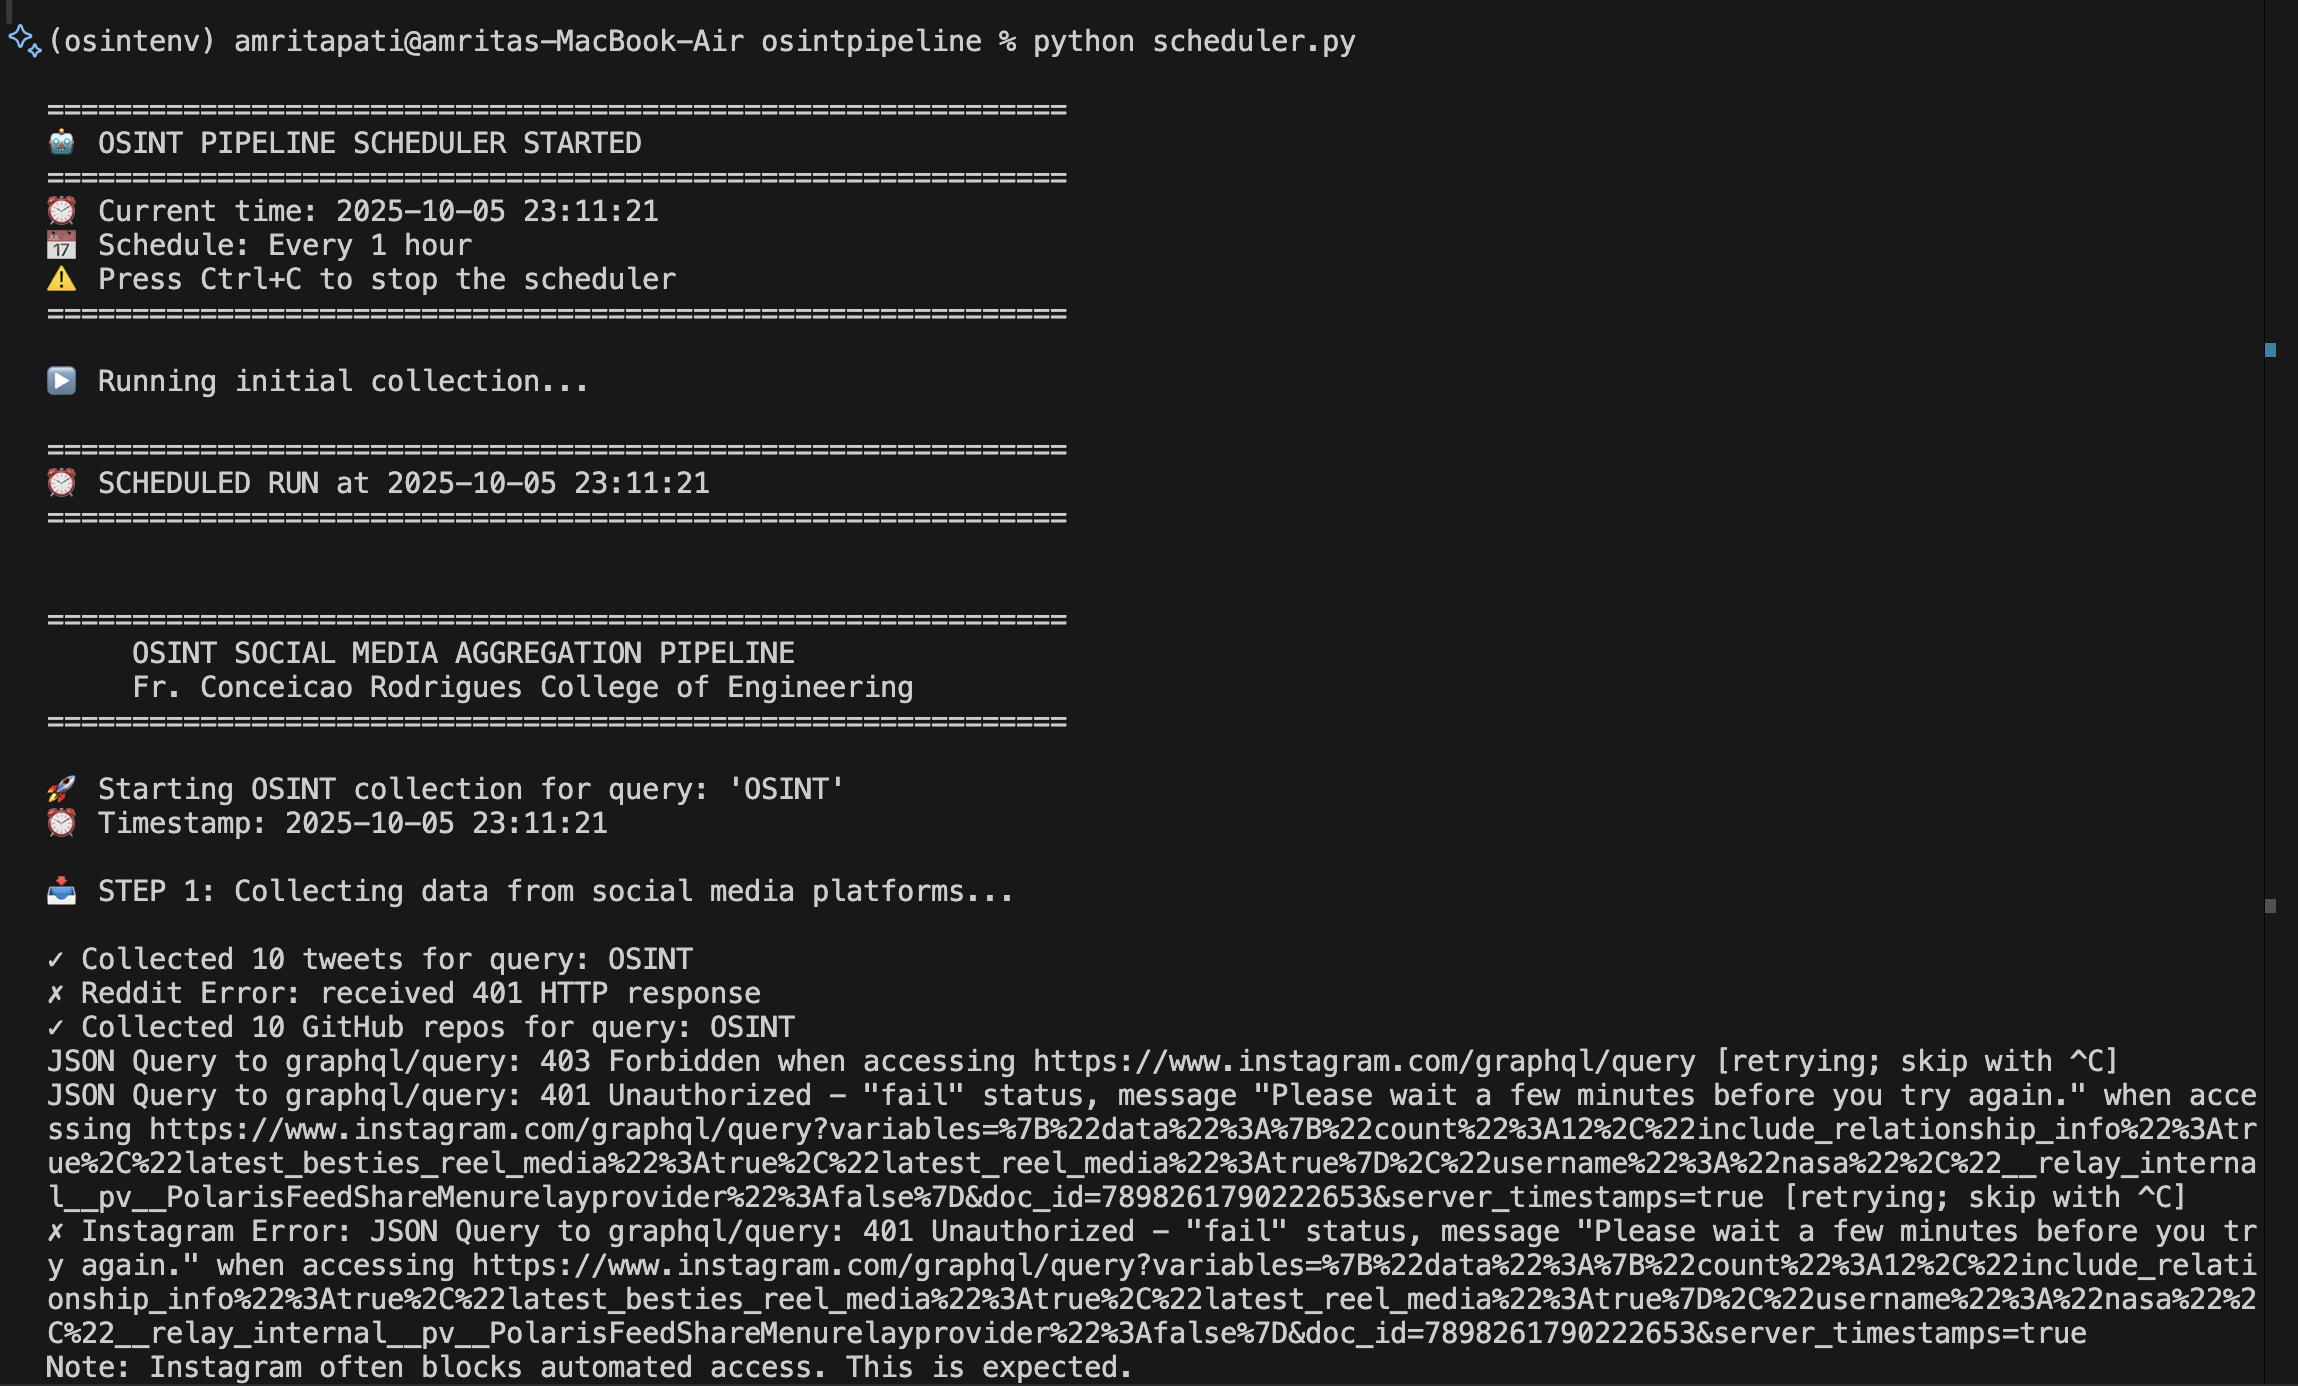 (osintenv) amritapati@amritas-MacBook-Air osintpipeline % python scheduler.py
============================================================
🤖 OSINT PIPELINE SCHEDULER STARTED
============================================================
⏰ Current time: 2025-10-05 23:11:21
📅 Schedule: Every 1 hour
⚠️ Press Ctrl+C to stop the scheduler
============================================================
▶️ Running initial collection...
============================================================
⏰ SCHEDULED RUN at 2025-10-05 23:11:21
============================================================
============================================================
OSINT SOCIAL MEDIA AGGREGATION PIPELINE
Fr. Conceicao Rodrigues College of Engineering
============================================================
🚀 Starting OSINT collection for query: 'OSINT'
⏰ Timestamp: 2025-10-05 23:11:21
📥 STEP 1: Collecting data from social media platforms...
✓ Collected 10 tweets for query: OSINT
✗ Reddit Error: received 401 HTTP response
✓ Collected 10 GitHub repos for query: OSINT
JSON Query to graphql/query: 403 Forbidden when accessing https://www.instagram.com/graphql/query [retrying; skip with ^C]
JSON Query to graphql/query: 401 Unauthorized - "fail" status, message "Please wait a few minutes before you try again." when acce
ssing https://www.instagram.com/graphql/query?variables=%7B%22data%22%3A%7B%22count%22%3A12%2C%22include_relationship_info%22%3Atr
ue%2C%22latest_besties_reel_media%22%3Atrue%2C%22latest_reel_media%22%3Atrue%7D%2C%22username%22%3A%22nasa%22%2C%22__relay_interna
l__pv__PolarisFeedShareMenurelayprovider%22%3Afalse%7D&doc_id=7898261790222653&server_timestamps=true [retrying; skip with ^C]
✗ Instagram Error: JSON Query to graphql/query: 401 Unauthorized - "fail" status, message "Please wait a few minutes before you tr
y again." when accessing https://www.instagram.com/graphql/query?variables=%7B%22data%22%3A%7B%22count%22%3A12%2C%22include_relati
onship_info%22%3Atrue%2C%22latest_besties_reel_media%22%3Atrue%2C%22latest_reel_media%22%3Atrue%7D%2C%22username%22%3A%22nasa%22%2
C%22__relay_internal__pv__PolarisFeedShareMenurelayprovider%22%3Afalse%7D&doc_id=7898261790222653&server_timestamps=true
Note: Instagram often blocks automated access. This is expected.